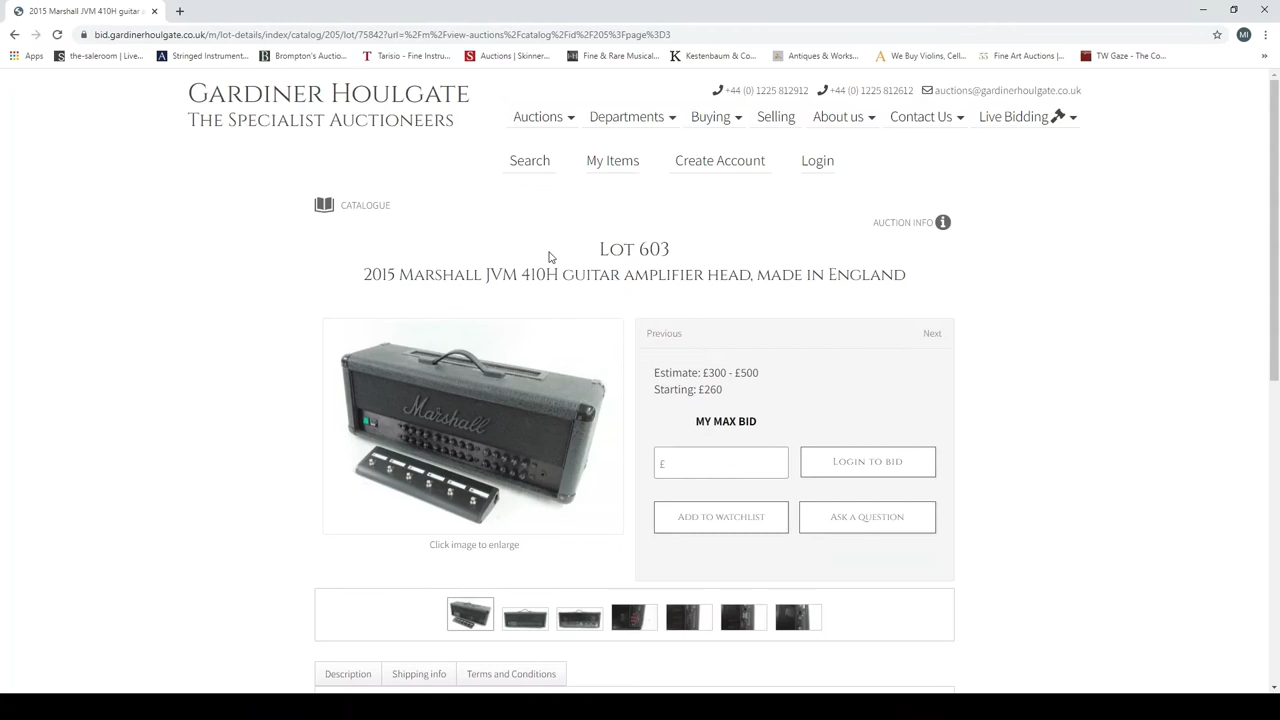 2015 Marshall JVM 410H guitar a
bid.gardinerhoulgate.co.uk/m/lot-details/index/catalog/205/lot/75842?url=%2Fm%2Fview-auctions%2Fcatalog%2Fid%2F205%3Fpage%3D3
MI
Apps the-saleroom | Live... Stringed Instrument... Brompton's Auctio... Tarisio – Fine Instru... Auctions | Skinner... Fine & Rare Musical... Kestenbaum & Co... Antiques & Works... We Buy Violins, Cell... Fine Art Auctions |... TW Gaze - The Co... »
GARDINER HOULGATE
THE SPECIALIST AUCTIONEERS
+44 (0) 1225 812912 +44 (0) 1225 812612 auctions@gardinerhoulgate.co.uk
Auctions Departments Buying Selling About us Contact Us Live Bidding
Search My Items Create Account Login
CATALOGUE
AUCTION INFO
LOT 603
2015 MARSHALL JVM 410H GUITAR AMPLIFIER HEAD, MADE IN ENGLAND
Marshall
Previous Next
Estimate: £300 - £500
Starting: £260
MY MAX BID
£ LOGIN TO BID
ADD TO WATCHLIST ASK A QUESTION
Click image to enlarge
Description Shipping info Terms and Conditions